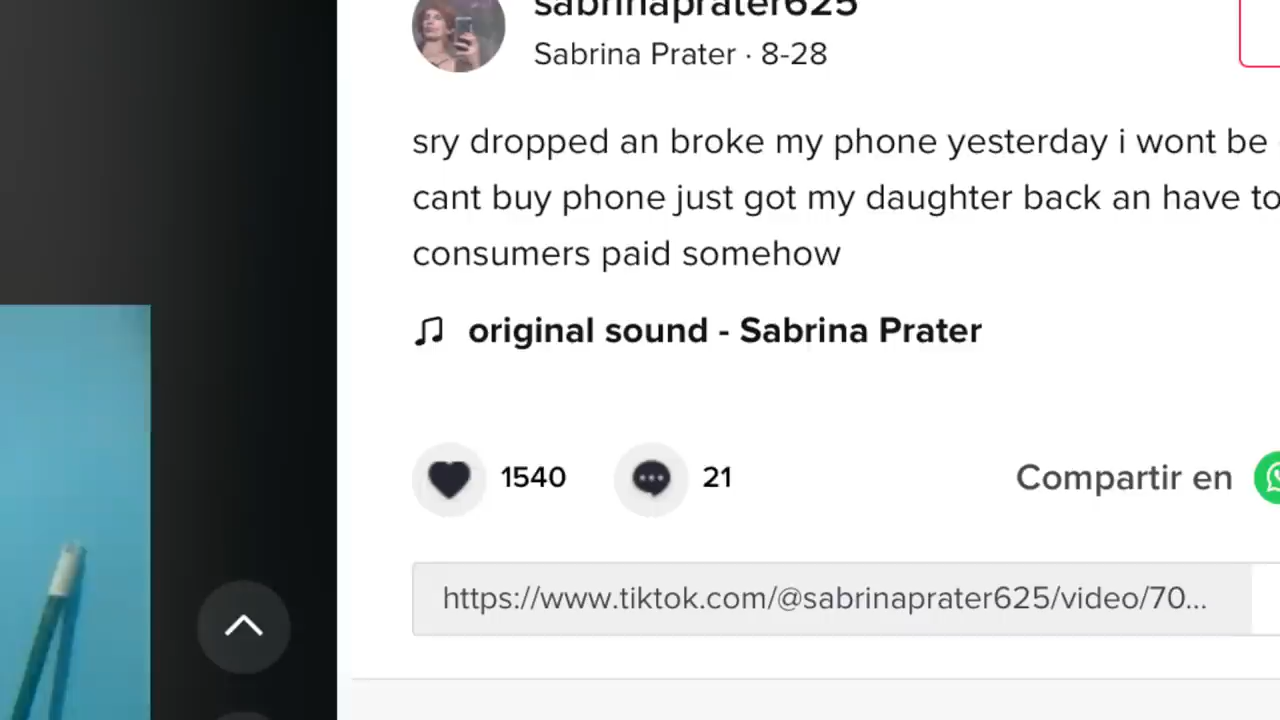 sabrinaprater625
Sabrina Prater · 8-28
sry dropped an broke my phone yesterday i wont be
cant buy phone just got my daughter back an have to
consumers paid somehow
original sound - Sabrina Prater
1540
21
Compartir en
https://www.tiktok.com/@sabrinaprater625/video/70...